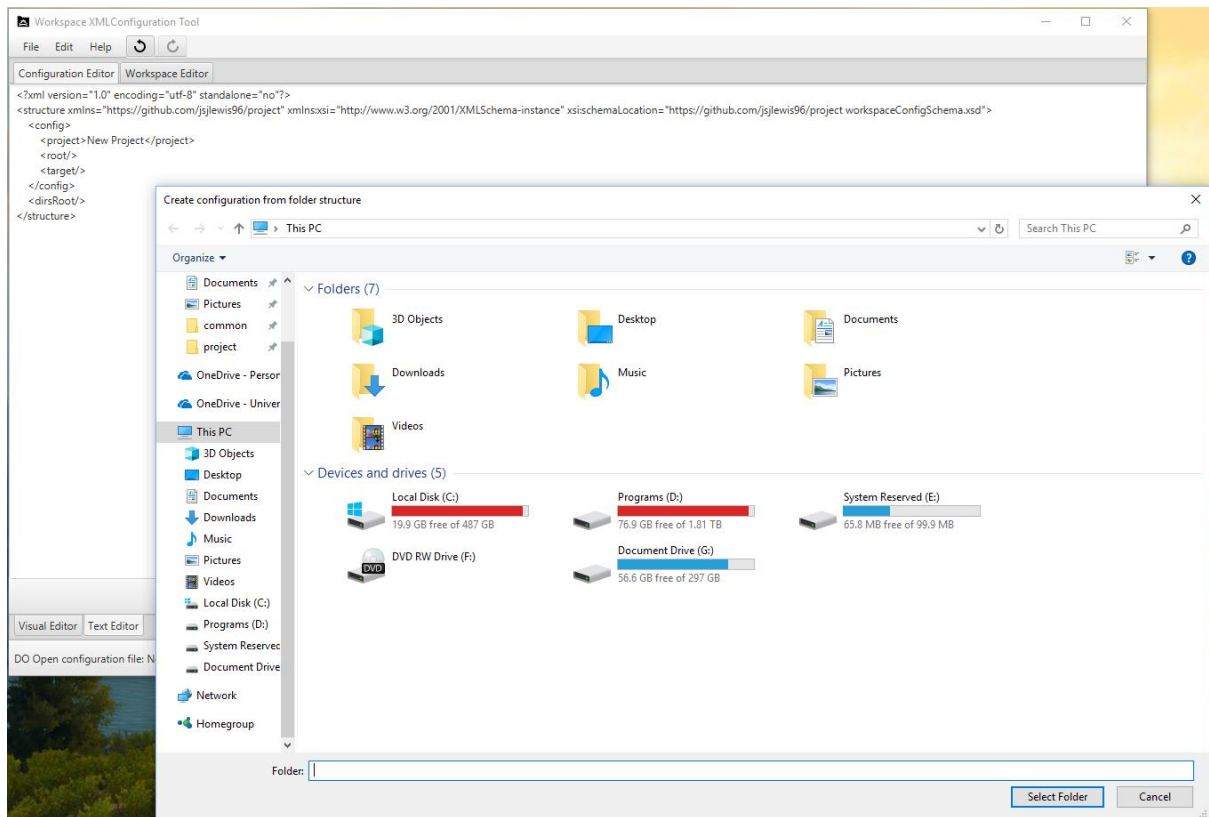 Workspace XMLConfiguration Tool
File Edit Help
Configuration Editor Workspace Editor
<?xml version="1.0" encoding="utf-8" standalone="no"?>
<structure xmlns="https://github.com/jsjlewis96/project" xmlns:xsi="http://www.w3.org/2001/XMLSchema-instance" xsi:schemaLocation="https://github.com/jsjlewis96/project workspaceConfigSchema.xsd">
<config>
<project>New Project</project>
<root/>
<target/>
</config>
<dirsRoot/>
</structure>
Visual Editor Text Editor
DO Open configuration file: N
Create configuration from folder structure
This PC
Search This PC
Organize
Documents
Pictures
common
project
OneDrive - Person
OneDrive - Univer
This PC
3D Objects
Desktop
Documents
Downloads
Music
Pictures
Videos
Local Disk (C:)
Programs (D:)
System Reserved
Document Drive
Network
Homegroup
Folders (7)
3D Objects Desktop Documents
Downloads Music Pictures
Videos
Devices and drives (5)
Local Disk (C:) Programs (D:) System Reserved (E:)
19.9 GB free of 487 GB 76.9 GB free of 1.81 TB 65.8 MB free of 99.9 MB
DVD RW Drive (F:) Document Drive (G:)
DVD 56.6 GB free of 297 GB
Folder:
Select Folder Cancel